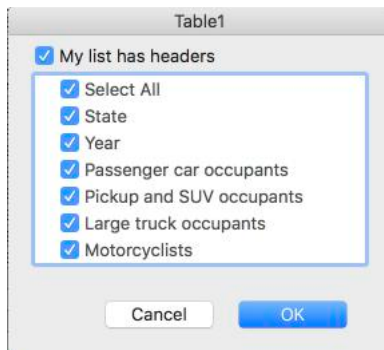 Table1
My list has headers
Select All
State
Year
Passenger car occupants
Pickup and SUV occupants
Large truck occupants
Motorcyclists
Cancel OK